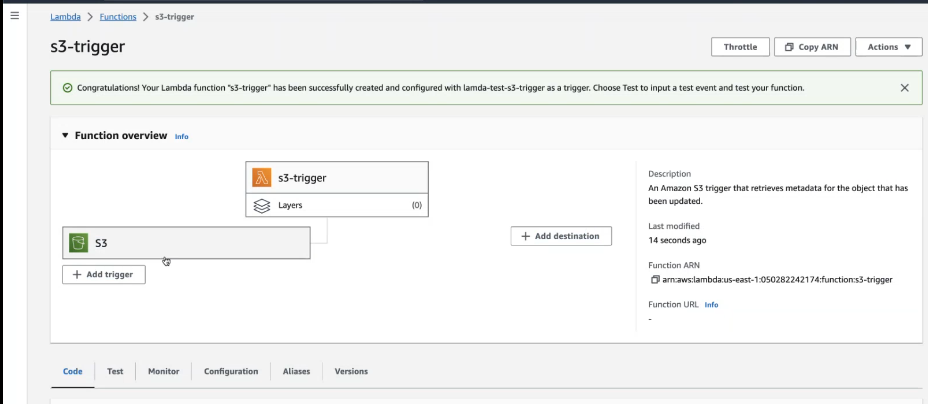 Lambda > Functions > s3-trigger
s3-trigger
Throttle
Copy ARN
Actions ▼
Congratulations! Your Lambda function "s3-trigger" has been successfully created and configured with lamda-test-s3-trigger as a trigger. Choose Test to input a test event and test your function.
▼ Function overview Info
s3-trigger
Layers (0)
S3
+ Add trigger
+ Add destination
Description
An Amazon S3 trigger that retrieves metadata for the object that has
been updated.
Last modified
14 seconds ago
Function ARN
arn:aws:lambda:us-east-1:050282242174:function:s3-trigger
Function URL Info
-
Code Test Monitor Configuration Aliases Versions